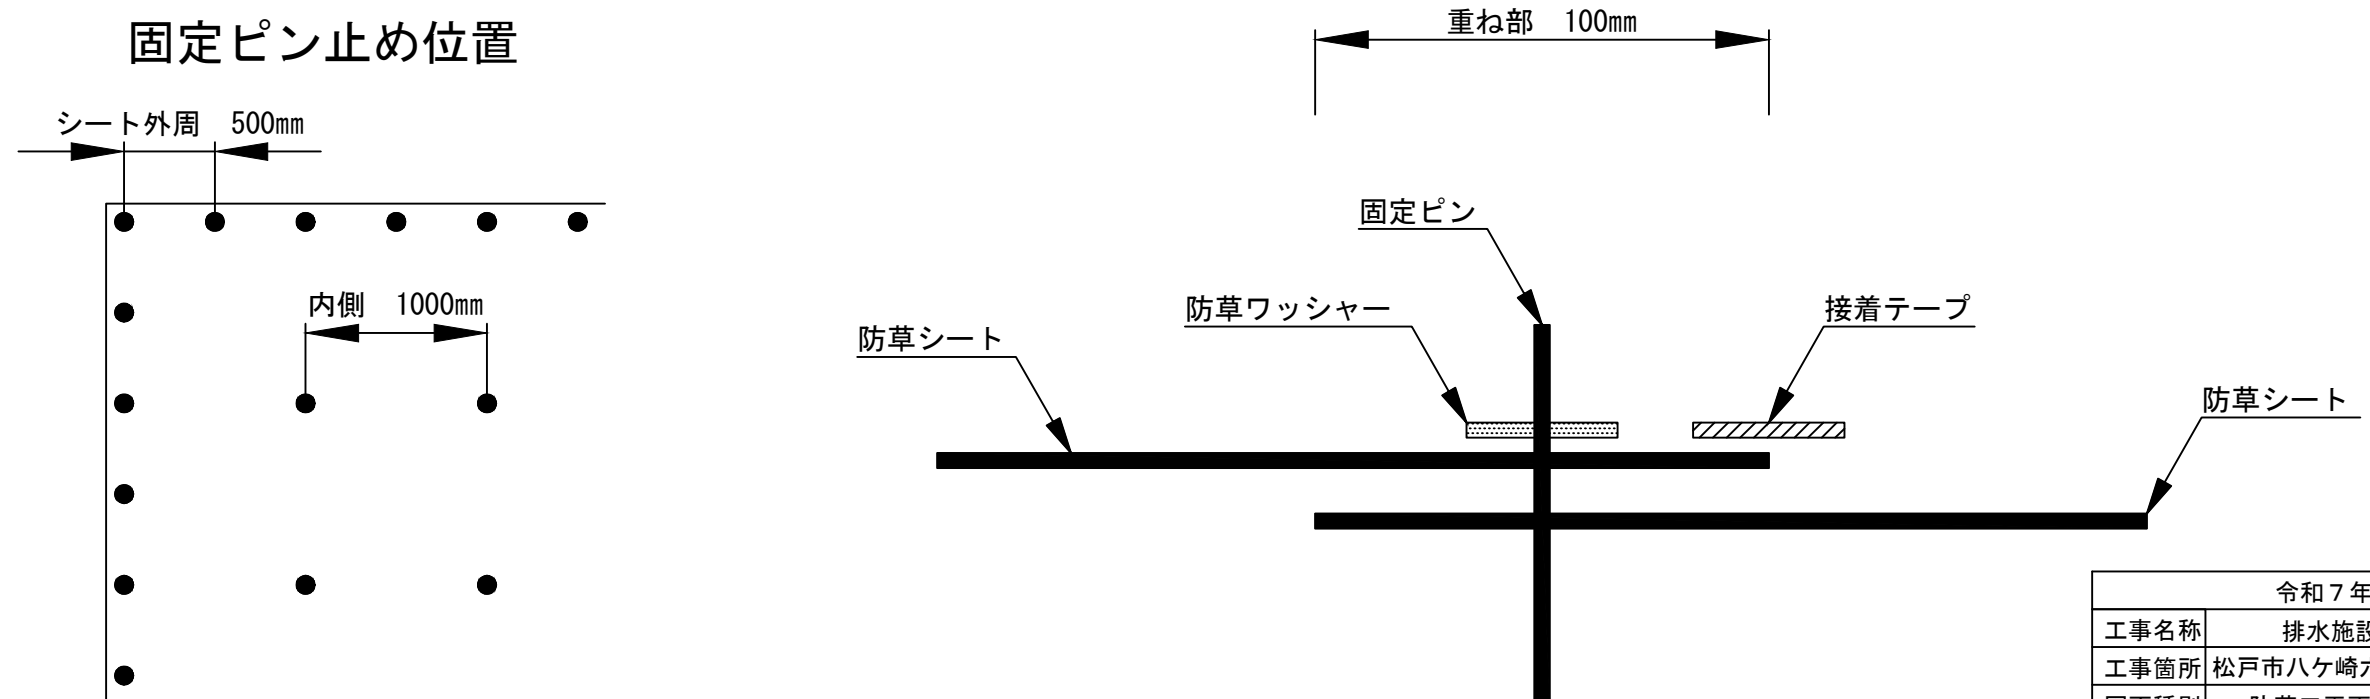 固定ピン止め位置
重ね部　100mm
シート外周　500mm
固定ピン
内側　1000mm
防草ワッシャー
接着テープ
防草シート
防草シート
令和７年
工事名称　排水施設
工事箇所　松戸市八ケ崎